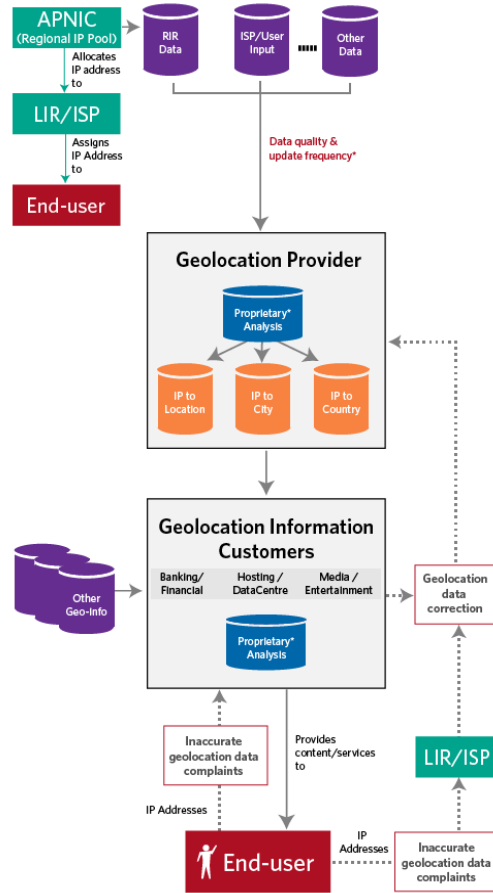 APNIC
(Regional IP Pool)
RIR
Data
ISP/User
Input
Other
Data
Allocates
IP address
to
LIR/ISP
Assigns
IP Address
to
End-user
Data quality &
update frequency*
Geolocation Provider
Proprietary*
Analysis
IP to
Location
IP to
City
IP to
Country
Geolocation Information
Customers
Banking/
Financial
Hosting /
DataCentre
Media /
Entertainment
Other
Geo-info
Proprietary*
Analysis
Geolocation
data
correction
Inaccurate
geolocation data
complaints
Provides
content/services
to
LIR/ISP
IP Addresses
End-user
IP
Addresses
Inaccurate
geolocation data
complaints